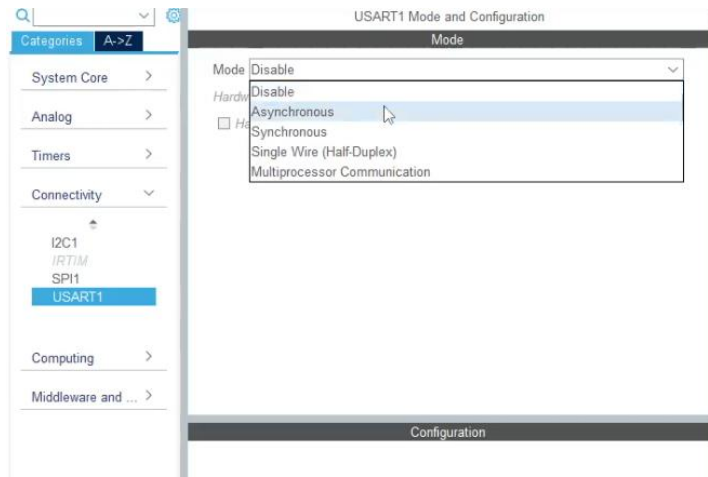 USART1 Mode and Configuration
Categories A->Z
Mode
System Core
Analog
Timers
Connectivity
I2C1
IRTIM
SPI1
USART1
Computing
Middleware and ...
Mode Disable
Disable
Asynchronous
Synchronous
Single Wire (Half-Duplex)
Multiprocessor Communication
Configuration